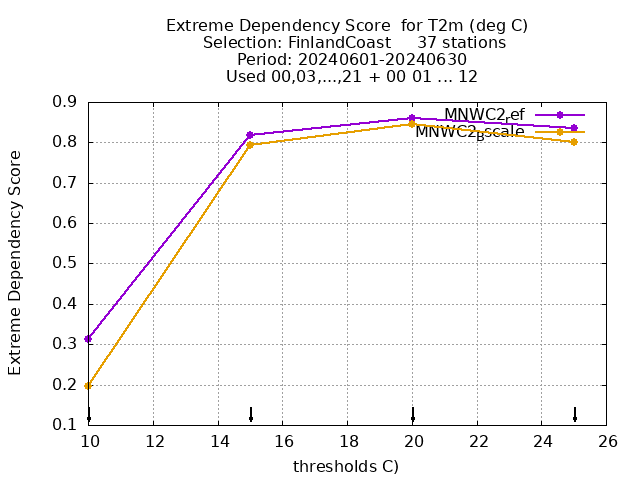 Extreme Dependency Score  for T2m (deg C)
Selection: FinlandCoast     37 stations
Period: 20240601-20240630
Used 00,03,...,21 + 00 01 ... 12
MNWC2ref
MNWC2Bscale
0.9
0.8
0.7
0.6
0.5
0.4
0.3
0.2
0.1
Extreme Dependency Score
10 12 14 16 18 20 22 24 26
thresholds C)